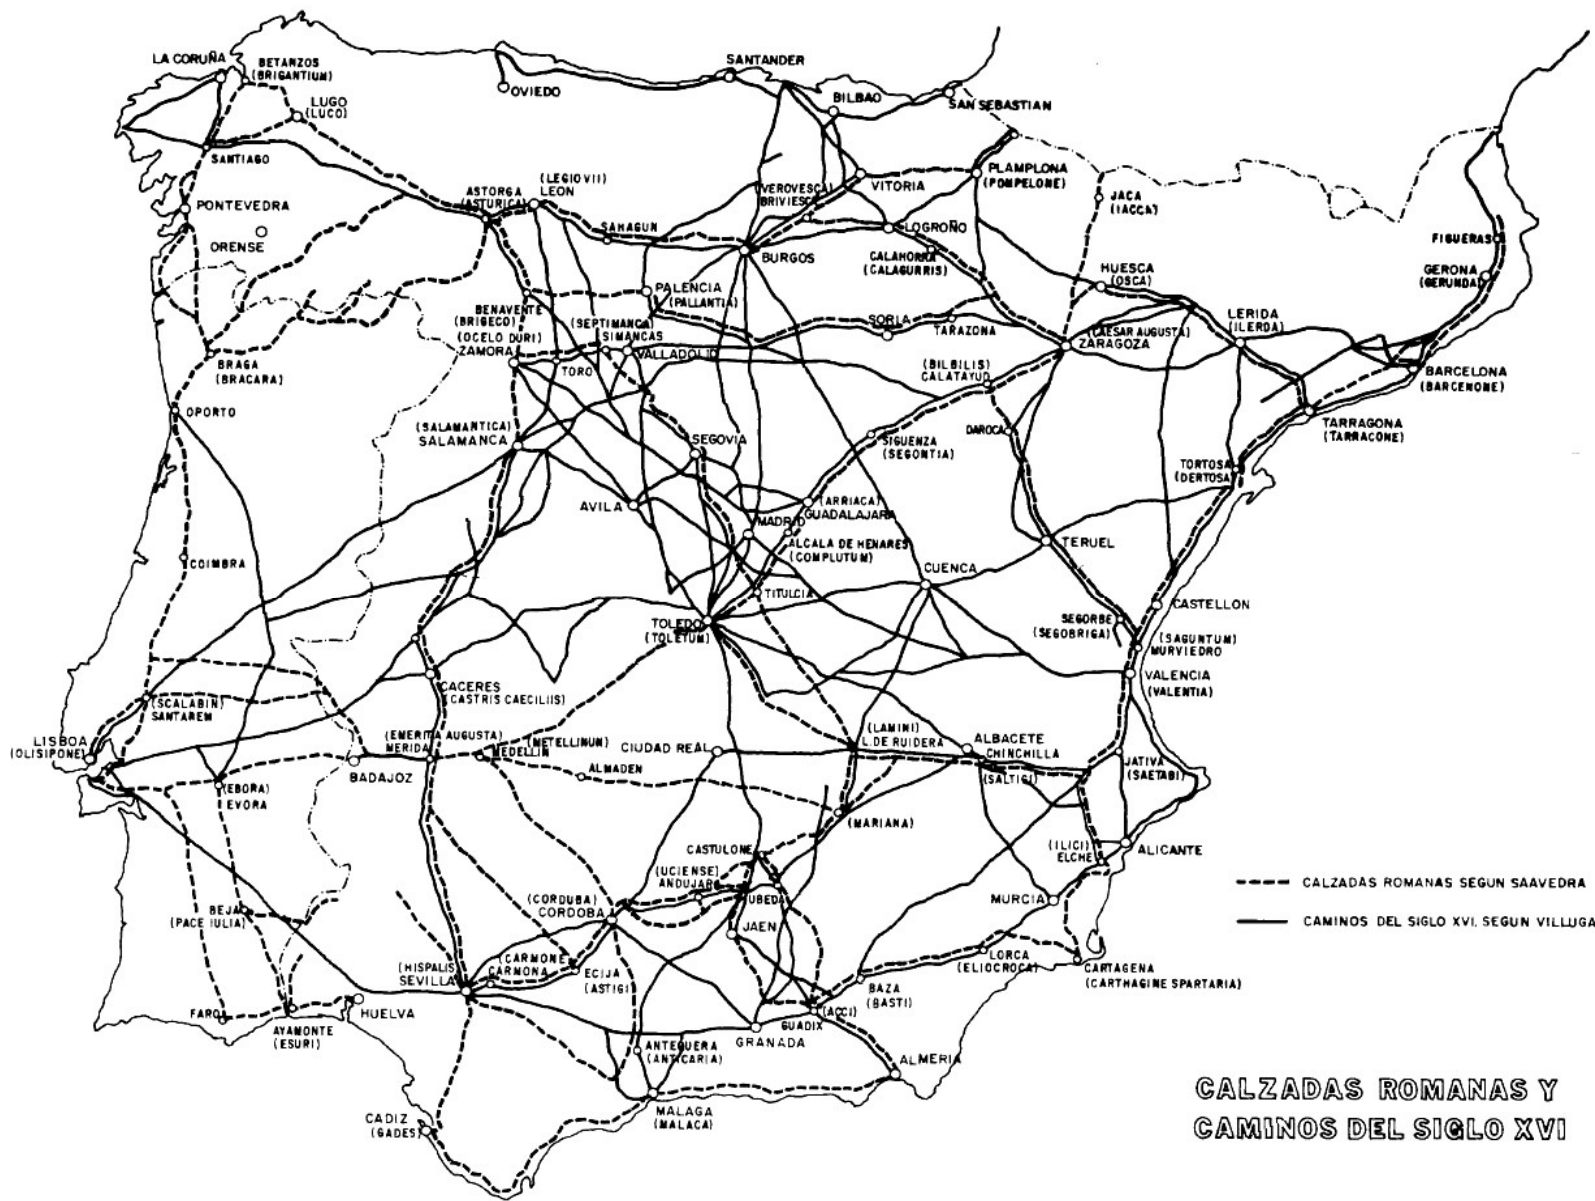 LA CORUÑA
BETANZOS
(BRIGANTIUM)
LUGO
(LUCO)
SANTIAGO
OVIEDO
SANTANDER
BILBAO
SAN SEBASTIAN
PLAMPLONA
(POMPELONE)
VITORIA
(VEROVESCA)
BRIVIESCA
JACA
(IACCA)
ASTORGA
(ASTURICA)
(LEGIO VII)
LEON
SAHAGUN
BURGOS
LOGROÑO
CALAHORRA
(CALAGURRIS)
PONTEVEDRA
ORENSE
HUESCA
(OSCA)
FIGUERAS
GERONA
(GERUNDA)
BENAVENTE
(BRIGECO)
PALENCIA
(PALLANTIA)
(OCELO DURI)
ZAMORA
(SEPTIMANCA)
SIMANCAS
VALLADOLID
TORO
SORIA
TARAZONA
(CAESAR AUGUSTA)
ZARAGOZA
LERIDA
(ILERDA)
BARCELONA
(BARCENONE)
BRAGA
(BRACARA)
OPORTO
(BILBILIS)
CALATAYUD
DAROCA
TARRAGONA
(TARRACONE)
(SALAMANTICA)
SALAMANCA
SEGOVIA
SIGUENZA
(SEGONTIA)
TORTOSA
(DERTOSA)
AVILA
MADRID
(ARRIACA)
GUADALAJARA
ALCALA DE HENARES
(COMPLUTUM)
TERUEL
COIMBRA
CUENCA
TITULCIA
CASTELLON
TOLEDO
(TOLETUM)
SEGORBE
(SEGOBRIGA)
(SAGUNTUM)
MURVIEDRO
VALENCIA
(VALENTIA)
CACERES
(CASTRIS CAECILIIS)
(SCALABIN)
SANTAREM
LISBOA
(OLISIPONE)
(EMERITA AUGUSTA)
MERIDA
(METELLINUM)
MEDELLIN
CIUDAD REAL
(LAMINI)
L. DE RUIDERA
ALBACETE
CHINCHILLA
(SALTIGI)
JATIVA
(SAETABI)
BADAJOZ
ALMADEN
(EBORA)
EVORA
(MARIANA)
CASTULONE
(ILICI)
ELCHE
ALICANTE
(UCIENSE)
ANDUJAR
UBEDA
CALZADAS ROMANAS SEGUN SAAVEDRA
MURCIA
BEJA
(PACE IULIA)
(CORDUBA)
CORDOBA
JAEN
CAMINOS DEL SIGLO XVI. SEGUN VILLUGA
(HISPALIS)
SEVILLA
(CARMONE)
CARMONA
ECIJA
(ASTIGI)
LORCA
(ELIOCROCA)
CARTAGENA
(CARTHAGINE SPARTARIA)
BAZA
(BASTI)
FARO
AYAMONTE
(ESURI)
HUELVA
(ACCI)
GUADIX
GRANADA
ANTEQUERA
(ANTICARIA)
ALMERIA
CALZADAS ROMANAS Y
CAMINOS DEL SIGLO XVI
MALAGA
(MALACA)
CADIZ
(GADES)